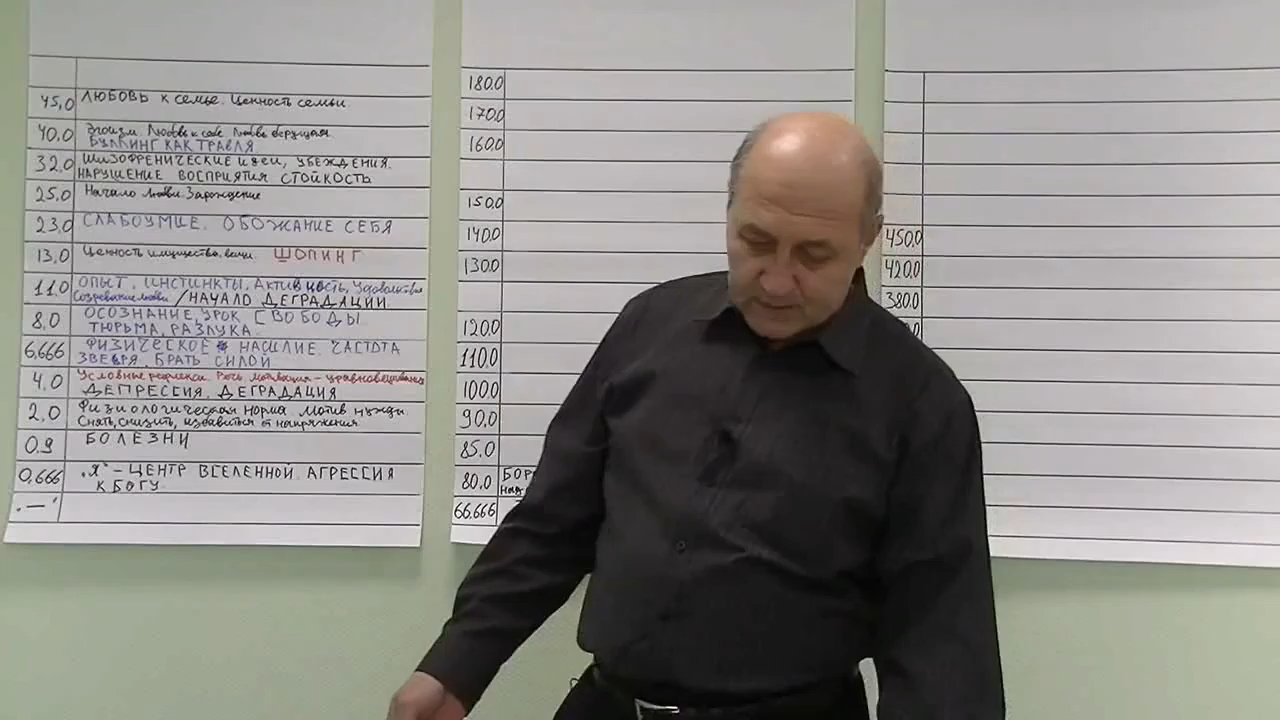 45,0 ЛЮБОВЬ К СЕМЬЕ. Ценность семьи.
40.0 Эгоизм. Любовь к себе. Любовь берущая.
БУЛЛИНГ КАК ТРАВЛЯ
32.0 ШИЗОФРЕНИЧЕСКИЕ ИДЕИ, УБЕЖДЕНИЯ.
НАРУШЕНИЕ ВОСПРИЯТИЯ СТОЙКОСТЬ
25,0 Начало Любви. Зарождение
23,0 СЛАБОУМИЕ. ОБОЖАНИЕ СЕБЯ
13,0 Ценность имущества, вещи. ШОПИНГ
11.0 ОПЫТ, ИНСТИНКТЫ, АКТИВНОСТЬ, Удовольствия
Созревание любви / НАЧАЛО ДЕГРАДАЦИИ
8,0 ОСОЗНАНИЕ, УРОК СВОБОДЫ
ТЮРЬМА, РАЗЛУКА.
6,666 ФИЗИЧЕСКОЕ НАСИЛИЕ. ЧАСТОТА
ЗВЕРЯ. БРАТЬ СИЛОЙ
4.0 Условные рефлексы. Речь. Мотивация - уравновешивание
ДЕПРЕССИЯ, ДЕГРАДАЦИЯ
2.0 Физиологическая норма мотив нужды.
Снять, снизить, избавиться от напряжения.
0.9 БОЛЕЗНИ
0,666 "Я" - ЦЕНТР ВСЕЛЕННОЙ. АГРЕССИЯ
К БОГУ.
. —
180.0
170.0
160.0
150.0
140.0
130.0
120.0
110.0
100.0
90.0
85.0
80.0 БОР
66.666
450.0
420.0
380.0